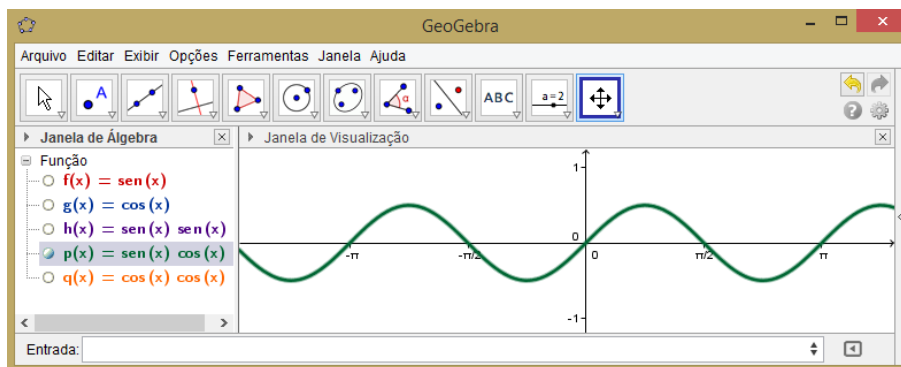 GeoGebra
Arquivo Editar Exibir Opções Ferramentas Janela Ajuda
A α ABC a=2
Janela de Álgebra
Janela de Visualização
Função
f(x) = sen(x)
g(x) = cos(x)
h(x) = sen(x) sen(x)
p(x) = sen(x) cos(x)
q(x) = cos(x) cos(x)
1
0
-π -π/2 0 π/2 π
-1
Entrada: